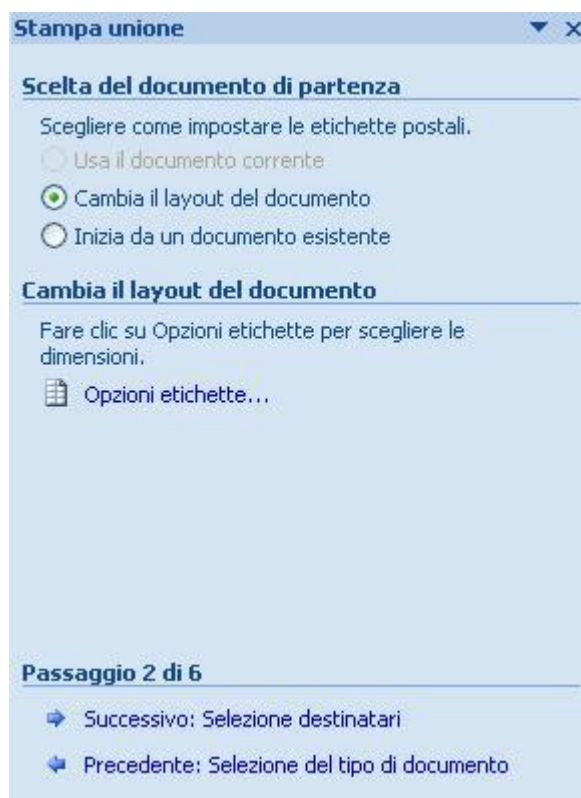 Stampa unione
Scelta del documento di partenza
Scegliere come impostare le etichette postali.
Usa il documento corrente
Cambia il layout del documento
Inizia da un documento esistente
Cambia il layout del documento
Fare clic su Opzioni etichette per scegliere le
dimensioni.
Opzioni etichette...
Passaggio 2 di 6
Successivo: Selezione destinatari
Precedente: Selezione del tipo di documento